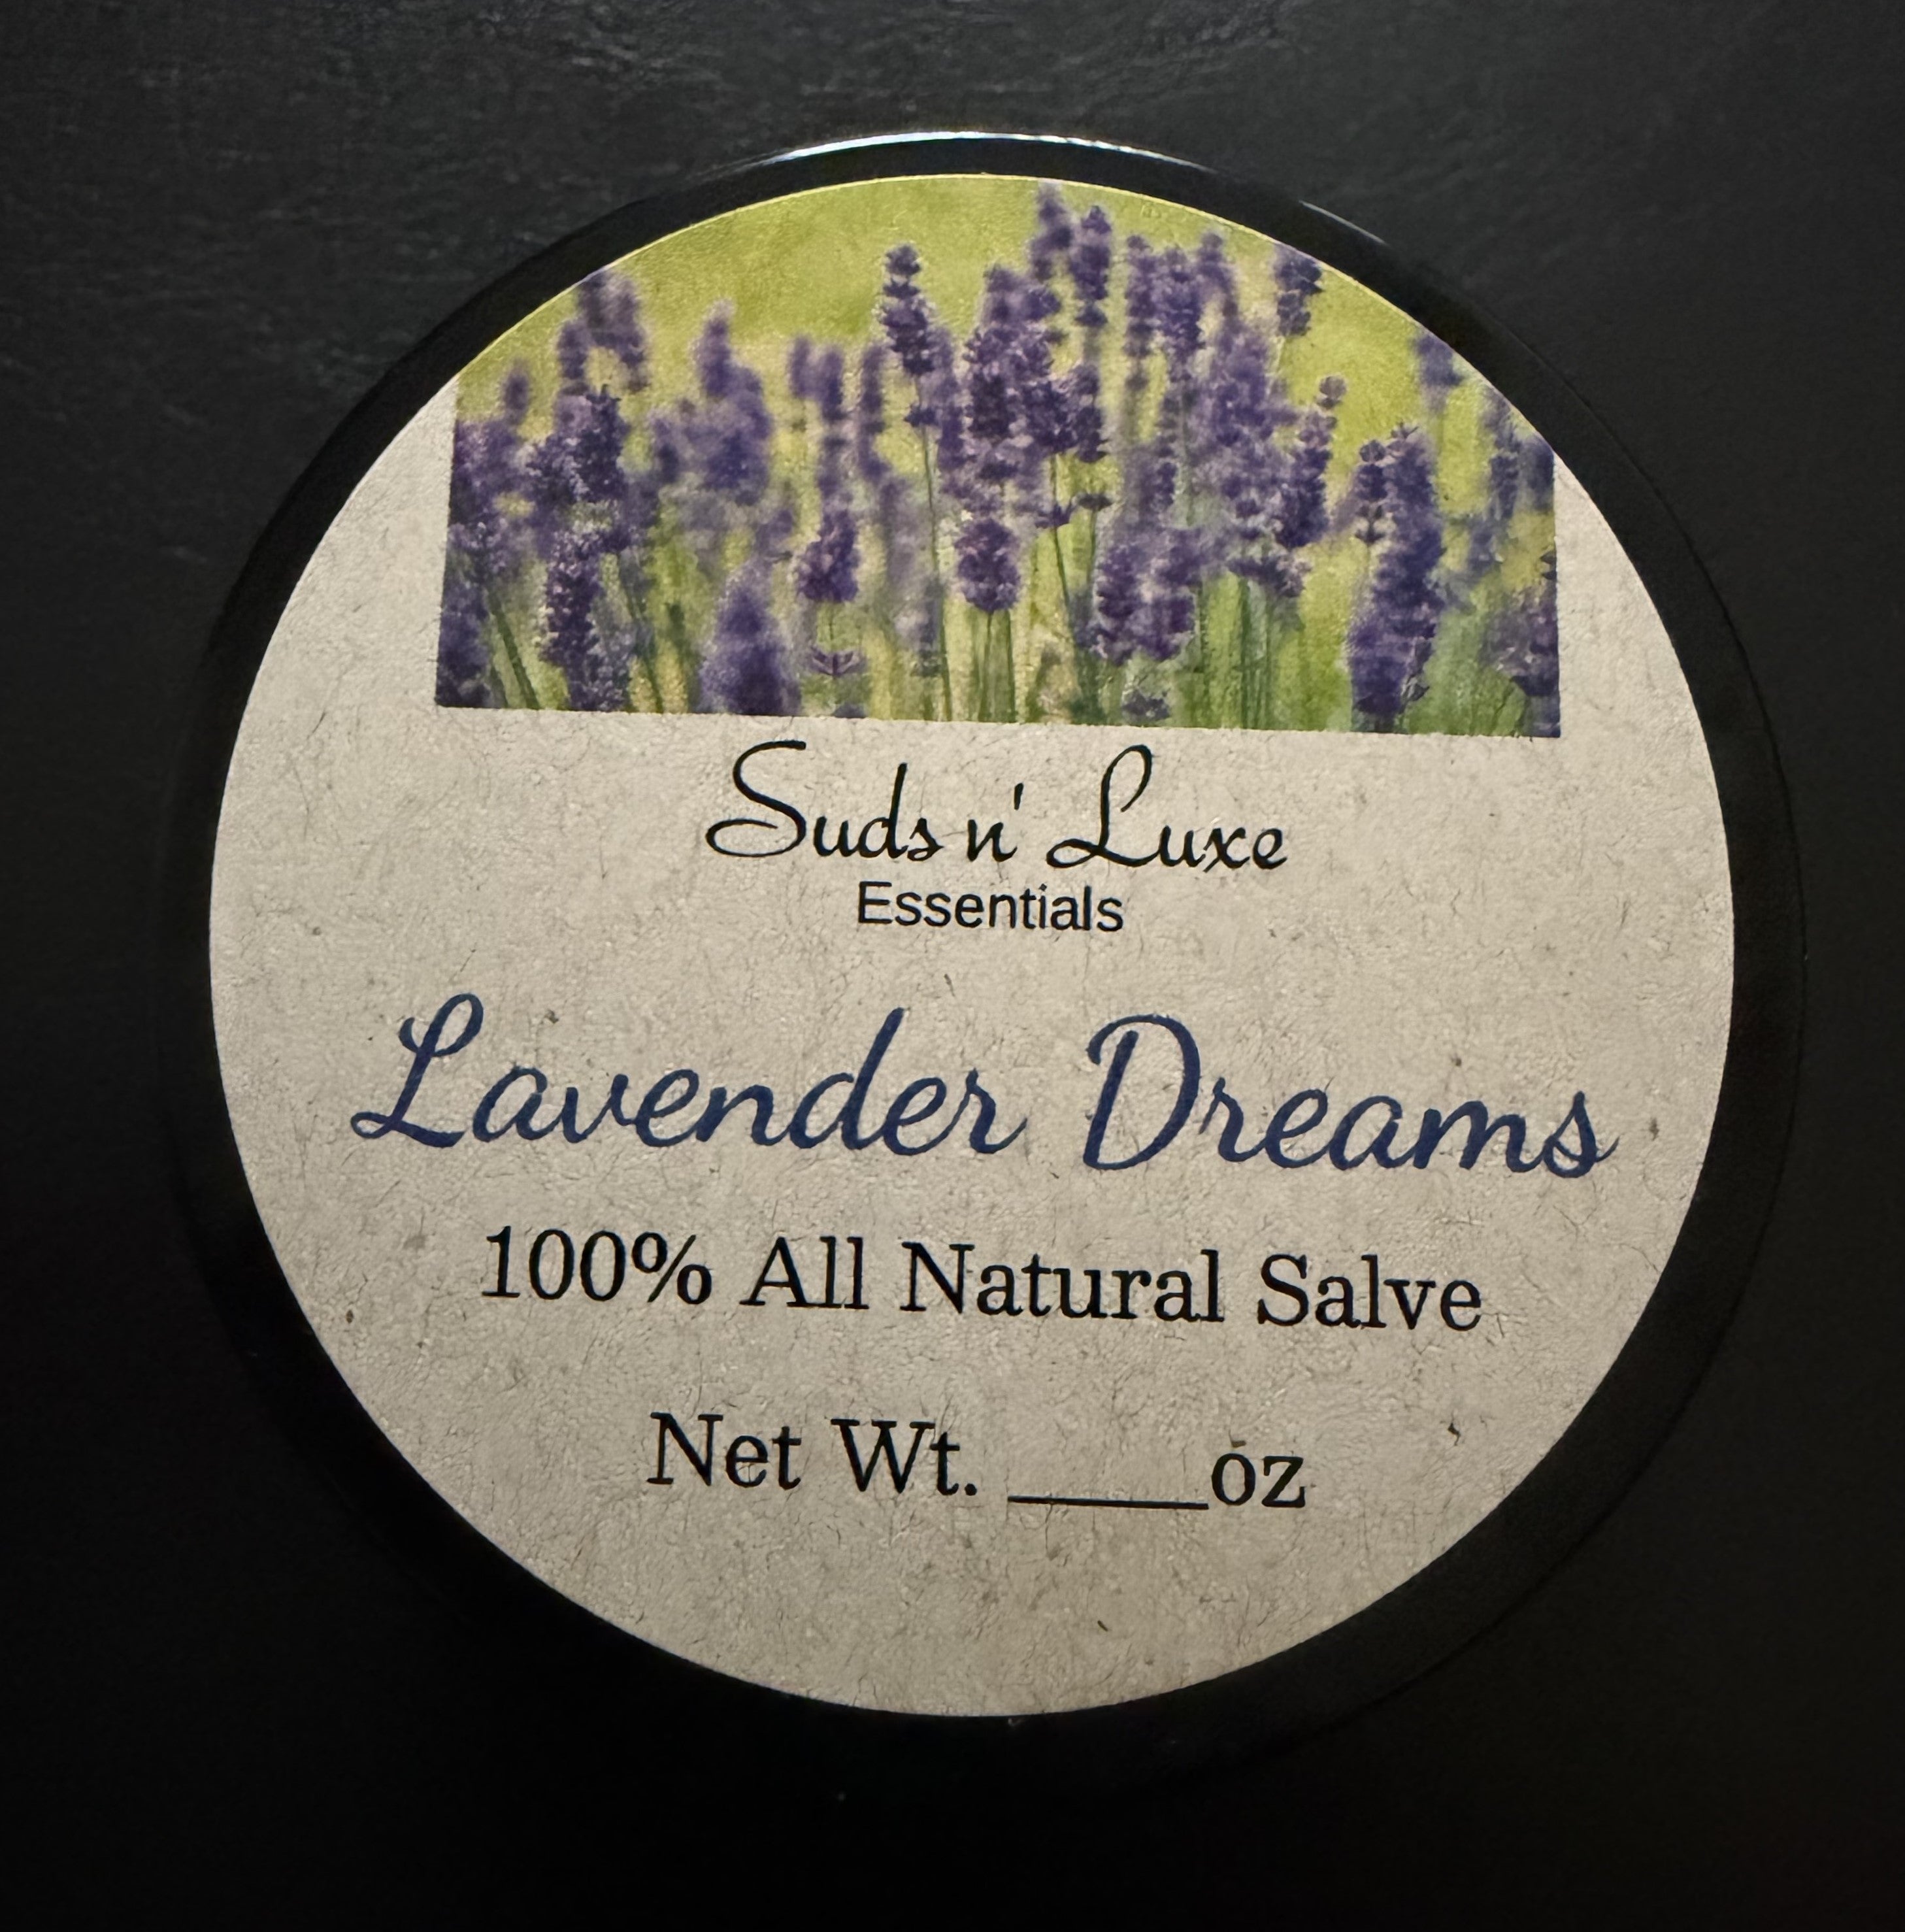 Suds n' Luxe
Essentials
Lavender Dreams
100% All Natural Salve
Net Wt. ____oz